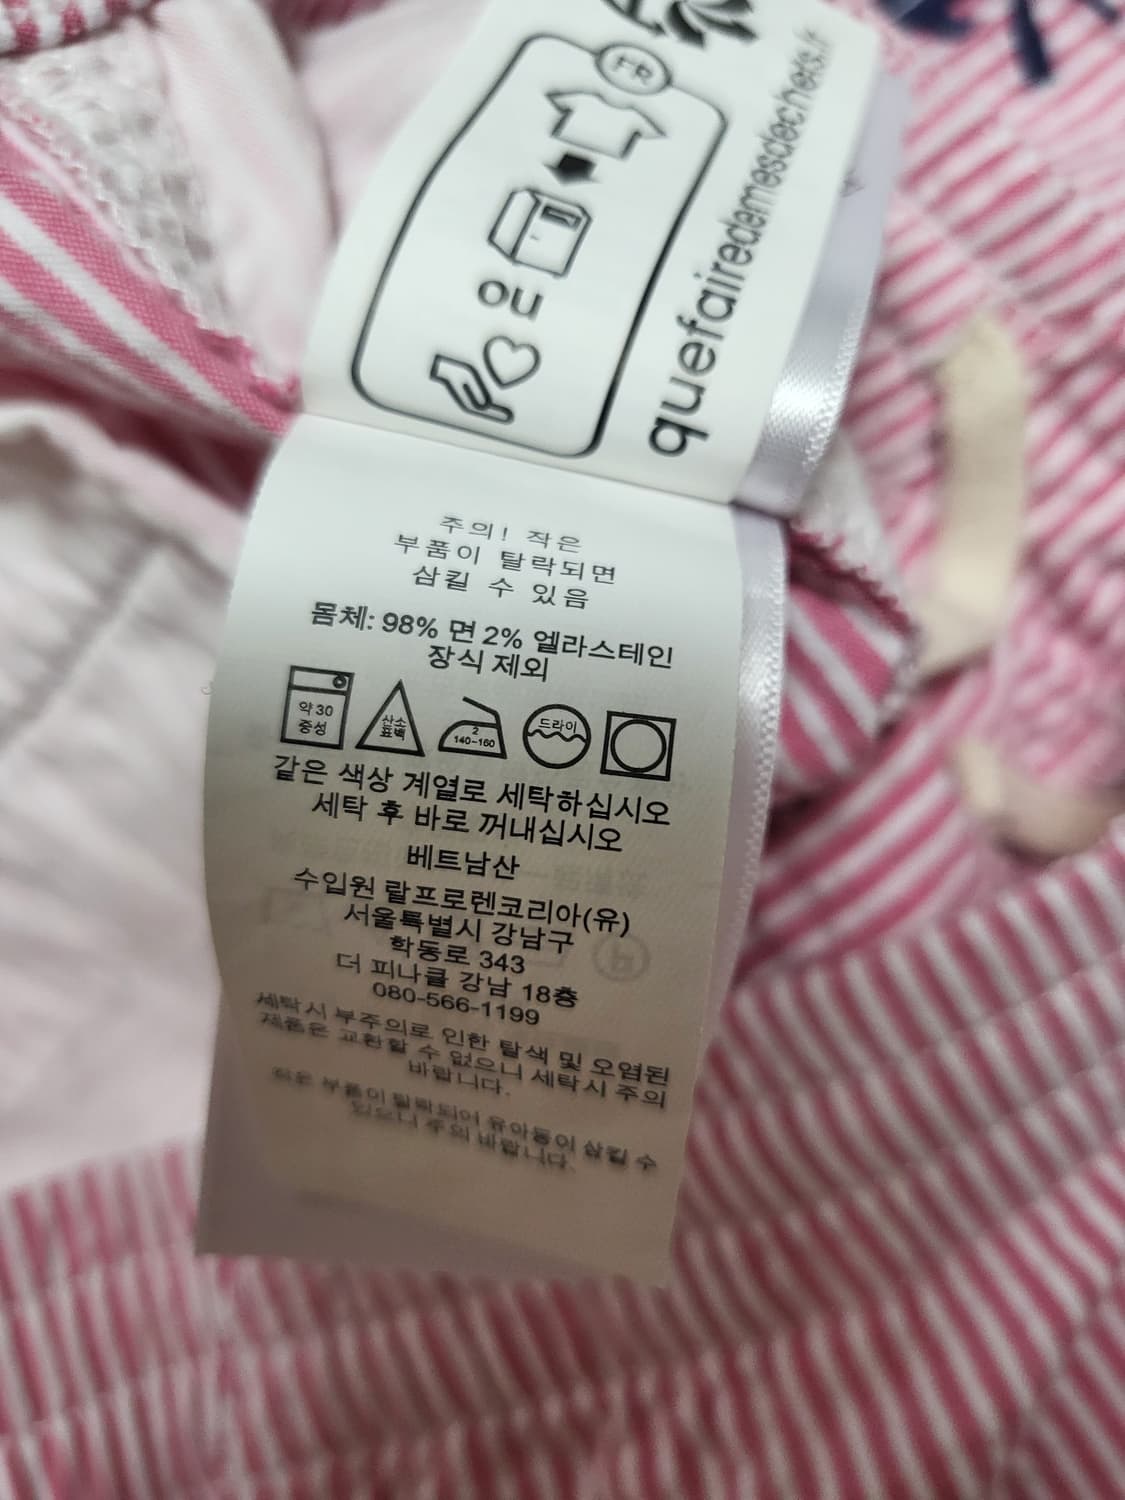 FR
ou
quefairedemesdechets.fr
주의! 작은
부품이 탈락되면
삼킬 수 있음
몸체: 98% 면 2% 엘라스테인
장식 제외
약 30
중성
산소
표백
2
140~160
드라이
같은 색상 계열로 세탁하십시오
세탁 후 바로 꺼내십시오
베트남산
수입원 랄프로렌코리아(유)
서울특별시 강남구
학동로 343
더 피나클 강남 18층
080-566-1199
세탁시 부주의로 인한 탈색 및 오염된
제품은 교환할 수 없으니 세탁시 주의
바랍니다.
작은 부품이 탈락되어 유아동이 삼킬 수
있으니 주의 바랍니다.